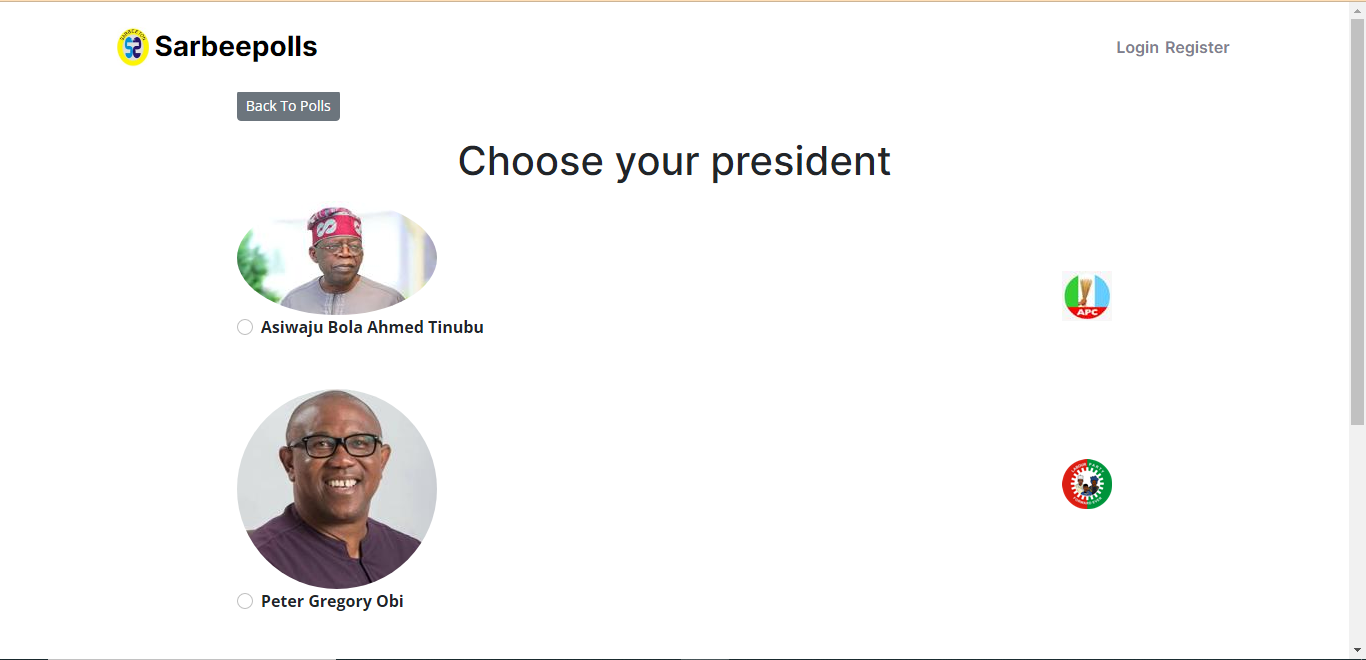 Sarbeepolls
Login Register
Back To Polls
Choose your president
APC
Asiwaju Bola Ahmed Tinubu
Peter Gregory Obi